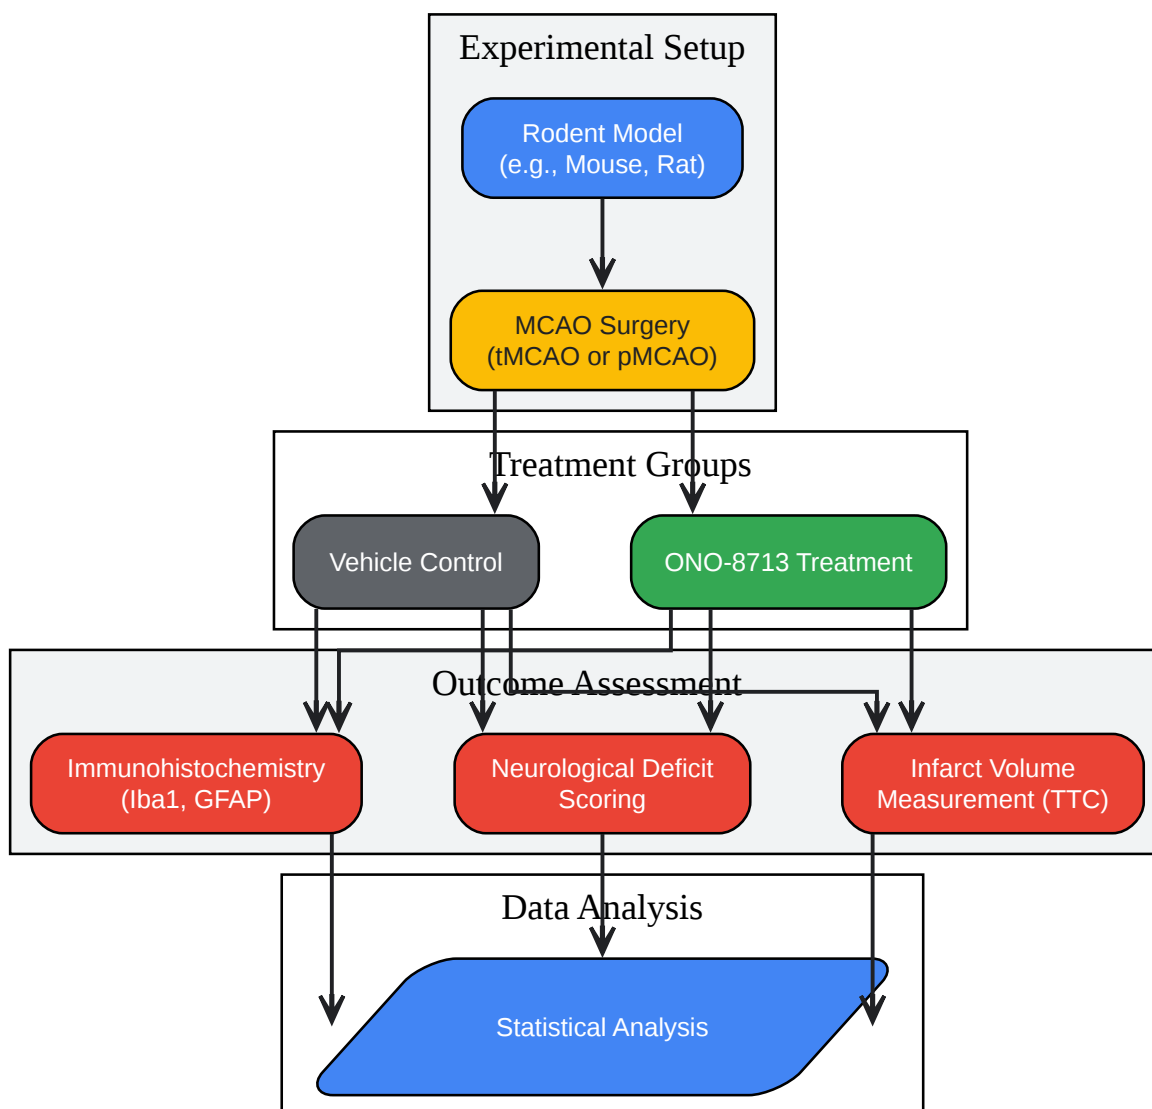 Experimental Setup
Rodent Model
(e.g., Mouse, Rat)
MCAO Surgery
(tMCAO or pMCAO)
Treatment Groups
Vehicle Control
ONO-8713 Treatment
Outcome Assessment
Immunohistochemistry
(Iba1, GFAP)
Neurological Deficit
Scoring
Infarct Volume
Measurement (TTC)
Data Analysis
Statistical Analysis